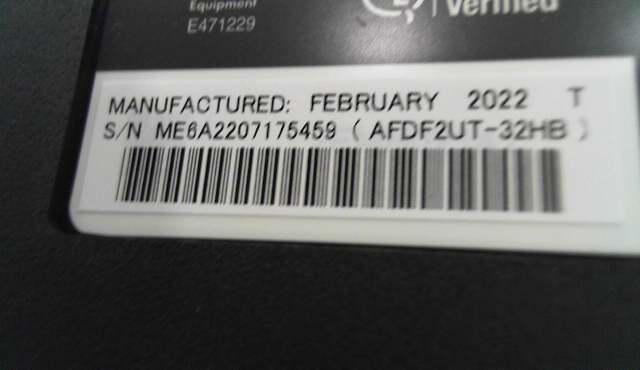 Equipment
E471229
Verified
MANUFACTURED: FEBRUARY 2022 T
S/N ME6A2207175459 ( AFDF2UT-32HB )